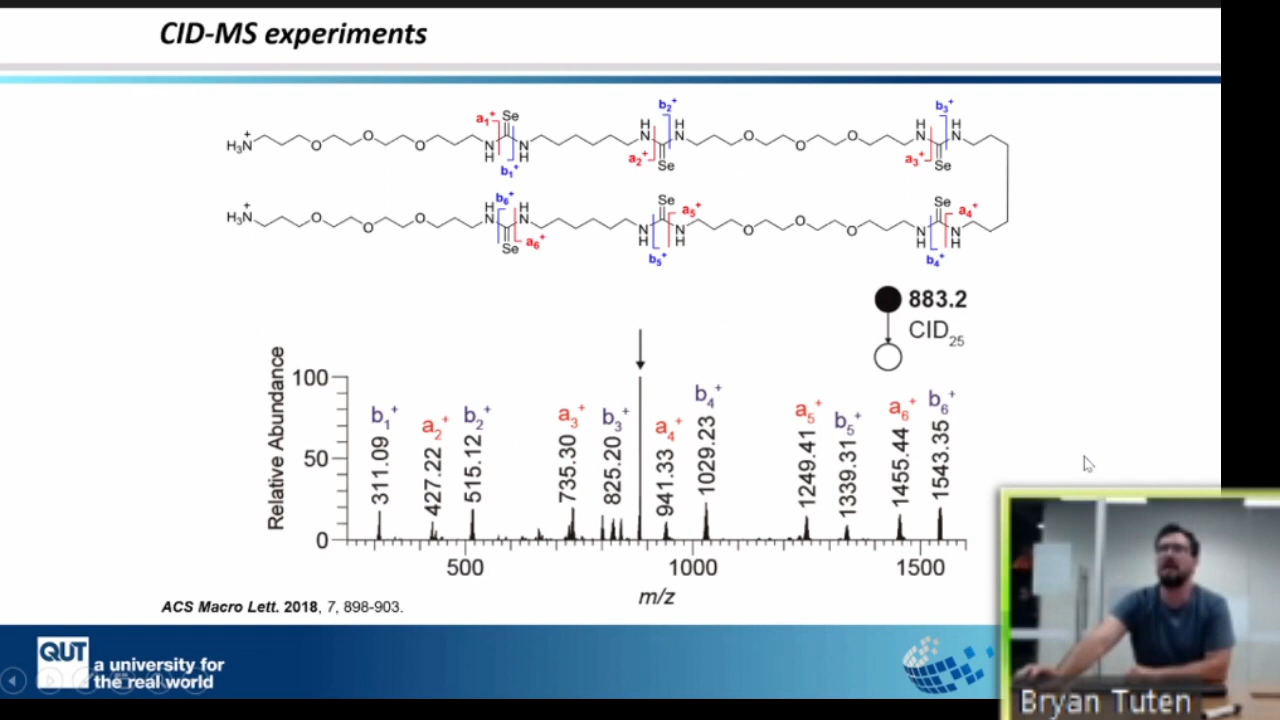 CID-MS experiments
a1+ Se b2+ H H b3+ H H
H3N+ O O O N H N H N N O O O N N
b1+ a2+ Se a3+ Se
b6+ H H Se a5+ Se a4+
H3N+ O O O N N N H N H O O O N H N H
Se a6+ b5+ b4+
883.2
CID25
Relative Abundance
100
50
0
b1+ 311.09
a2+ 427.22
b2+ 515.12
a3+ 735.30
b3+ 825.20
a4+ 941.33
b4+ 1029.23
a5+ 1249.41
b5+ 1339.31
a6+ 1455.44
b6+ 1543.35
500 1000 1500
m/z
ACS Macro Lett. 2018, 7, 898-903.
QUT
a university for
the real world
Bryan Tuten